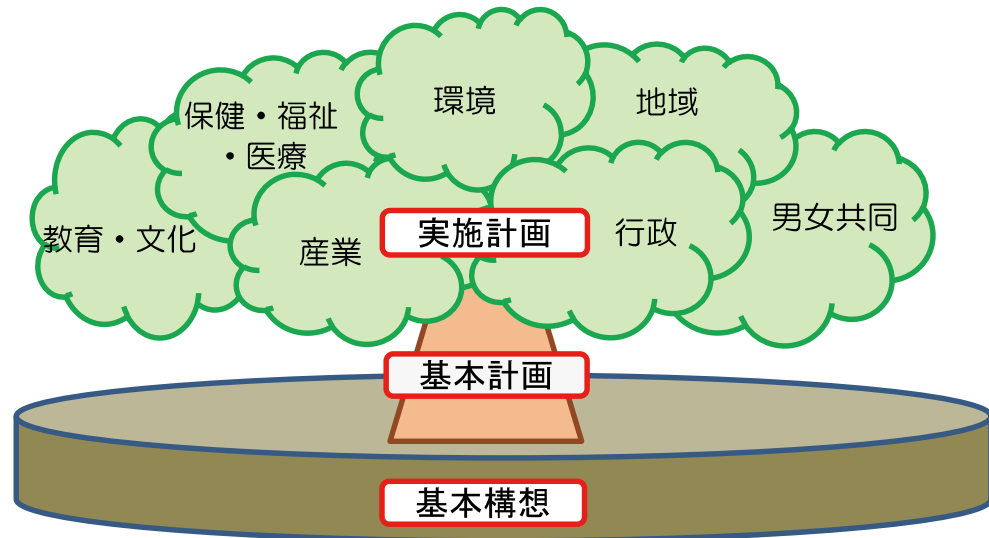 環境
地域
保健・福祉
・医療
教育・文化
産業
実施計画
行政
男女共同
基本計画
基本構想